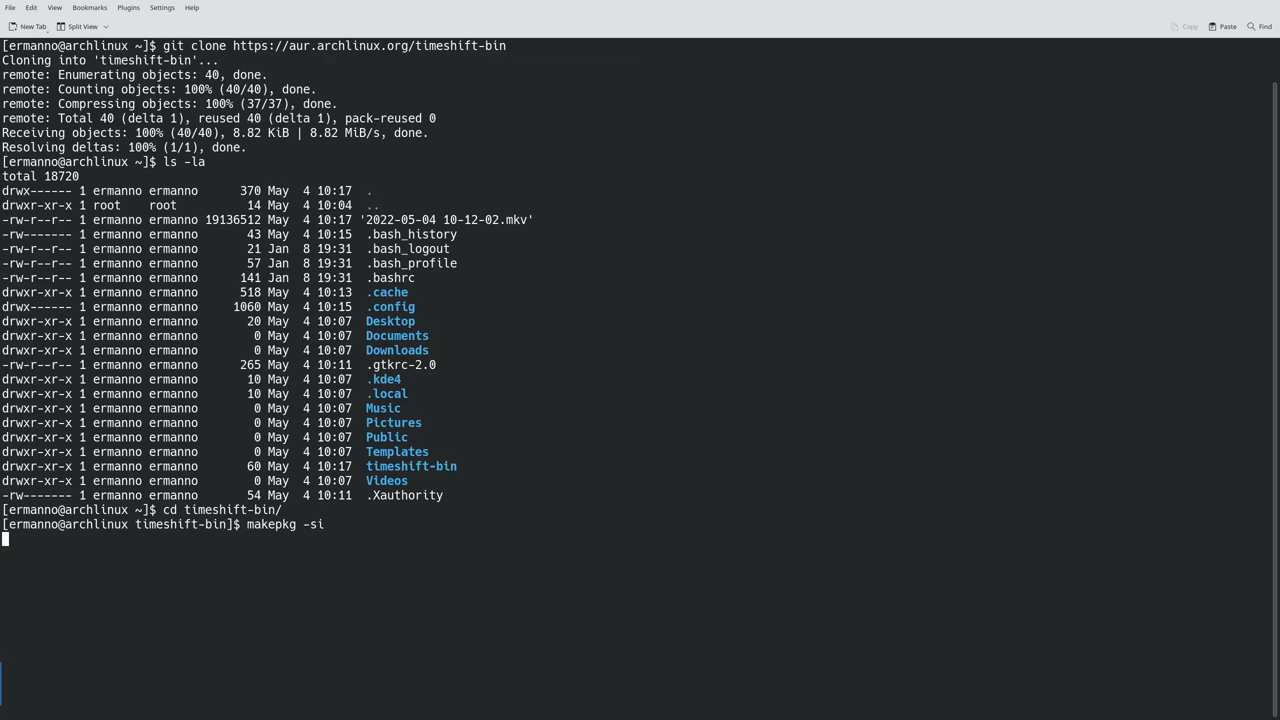 File Edit View Bookmarks Plugins Settings Help
New Tab Split View Copy Paste Find
[ermanno@archlinux ~]$ git clone https://aur.archlinux.org/timeshift-bin
Cloning into 'timeshift-bin'...
remote: Enumerating objects: 40, done.
remote: Counting objects: 100% (40/40), done.
remote: Compressing objects: 100% (37/37), done.
remote: Total 40 (delta 1), reused 40 (delta 1), pack-reused 0
Receiving objects: 100% (40/40), 8.82 KiB | 8.82 MiB/s, done.
Resolving deltas: 100% (1/1), done.
[ermanno@archlinux ~]$ ls -la
total 18720
drwx------ 1 ermanno ermanno      370 May  4 10:17  .
drwxr-xr-x 1 root    root          14 May  4 10:04  ..
-rw-r--r-- 1 ermanno ermanno 19136512 May  4 10:17 '2022-05-04 10-12-02.mkv'
-rw------- 1 ermanno ermanno       43 May  4 10:15  .bash_history
-rw-r--r-- 1 ermanno ermanno       21 Jan  8 19:31  .bash_logout
-rw-r--r-- 1 ermanno ermanno       57 Jan  8 19:31  .bash_profile
-rw-r--r-- 1 ermanno ermanno      141 Jan  8 19:31  .bashrc
drwxr-xr-x 1 ermanno ermanno      518 May  4 10:13  .cache
drwx------ 1 ermanno ermanno     1060 May  4 10:15  .config
drwxr-xr-x 1 ermanno ermanno       20 May  4 10:07  Desktop
drwxr-xr-x 1 ermanno ermanno        0 May  4 10:07  Documents
drwxr-xr-x 1 ermanno ermanno        0 May  4 10:07  Downloads
-rw-r--r-- 1 ermanno ermanno      265 May  4 10:11  .gtkrc-2.0
drwxr-xr-x 1 ermanno ermanno       10 May  4 10:07  .kde4
drwxr-xr-x 1 ermanno ermanno       10 May  4 10:07  .local
drwxr-xr-x 1 ermanno ermanno        0 May  4 10:07  Music
drwxr-xr-x 1 ermanno ermanno        0 May  4 10:07  Pictures
drwxr-xr-x 1 ermanno ermanno        0 May  4 10:07  Public
drwxr-xr-x 1 ermanno ermanno        0 May  4 10:07  Templates
drwxr-xr-x 1 ermanno ermanno       60 May  4 10:17  timeshift-bin
drwxr-xr-x 1 ermanno ermanno        0 May  4 10:07  Videos
-rw------- 1 ermanno ermanno       54 May  4 10:11  .Xauthority
[ermanno@archlinux ~]$ cd timeshift-bin/
[ermanno@archlinux timeshift-bin]$ makepkg -si